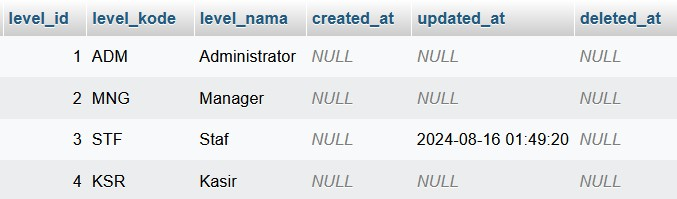 level_id level_kode level_nama created_at updated_at deleted_at
1 ADM Administrator NULL NULL NULL
2 MNG Manager NULL NULL NULL
3 STF Staf NULL 2024-08-16 01:49:20 NULL
4 KSR Kasir NULL NULL NULL